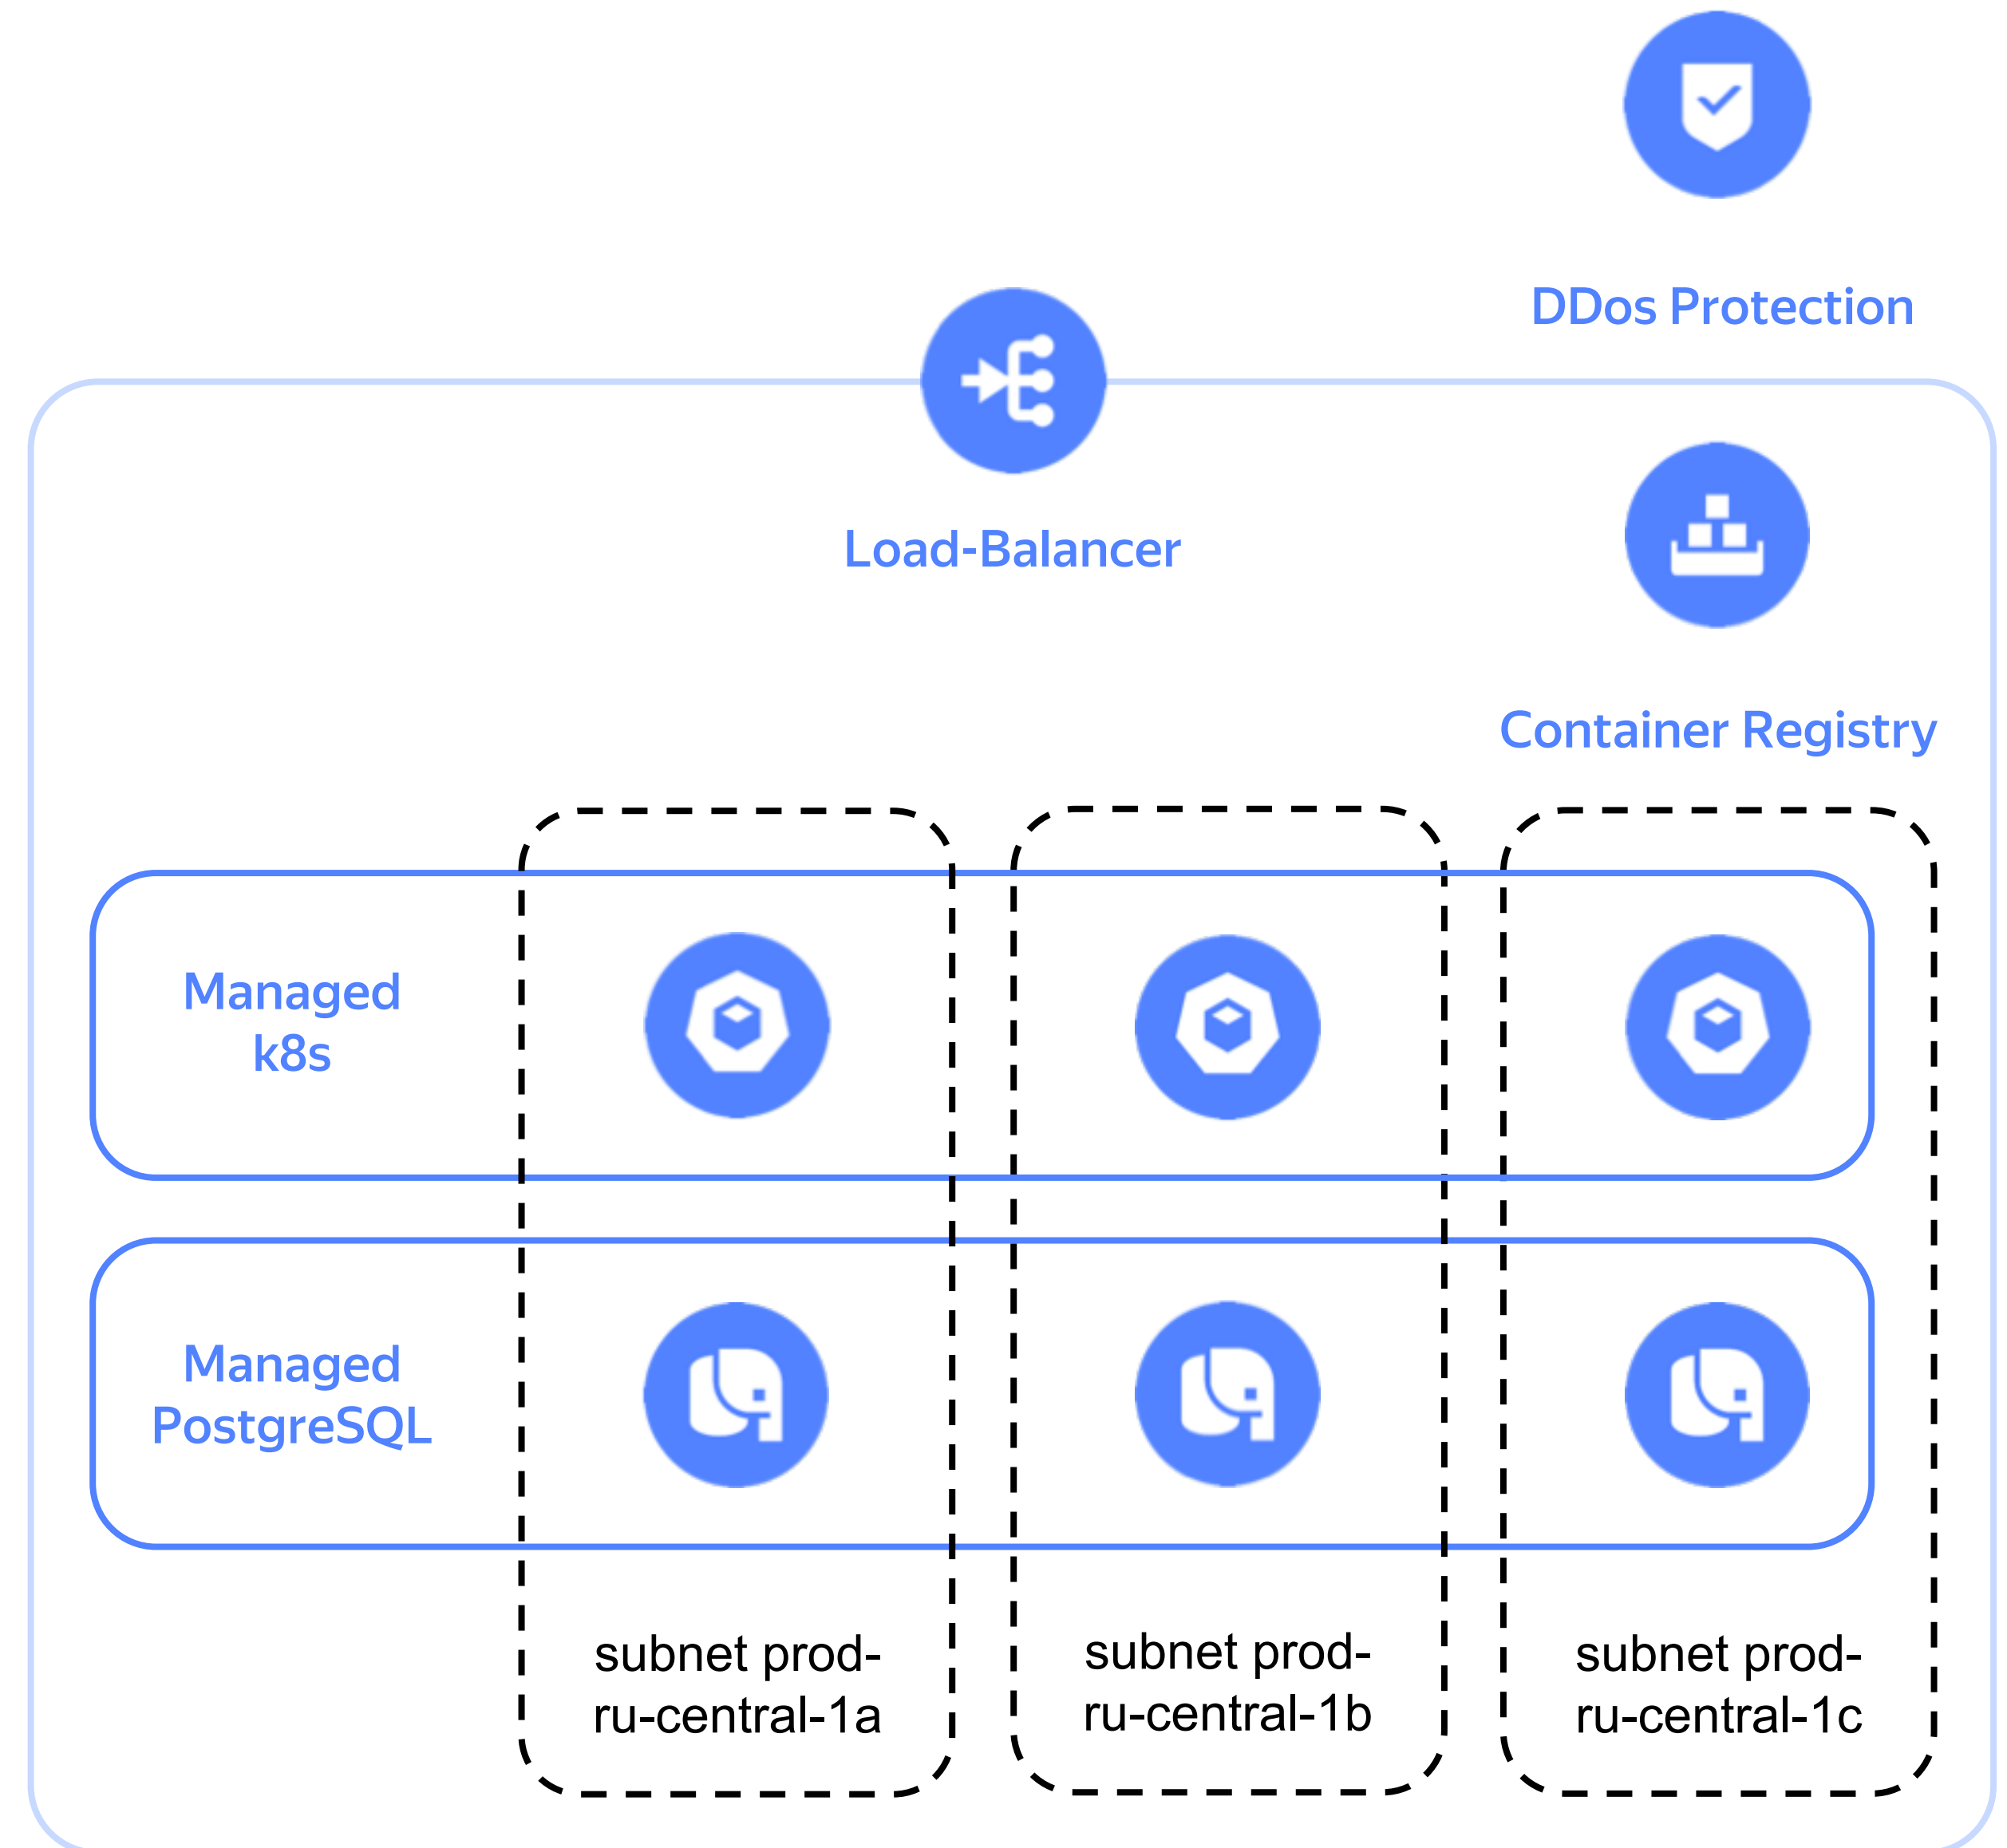 DDos Protection
Load-Balancer
Container Registry
Managed
K8s
Managed
PostgreSQL
subnet prod-
ru-central-1a
subnet prod-
ru-central-1b
subnet prod-
ru-central-1c